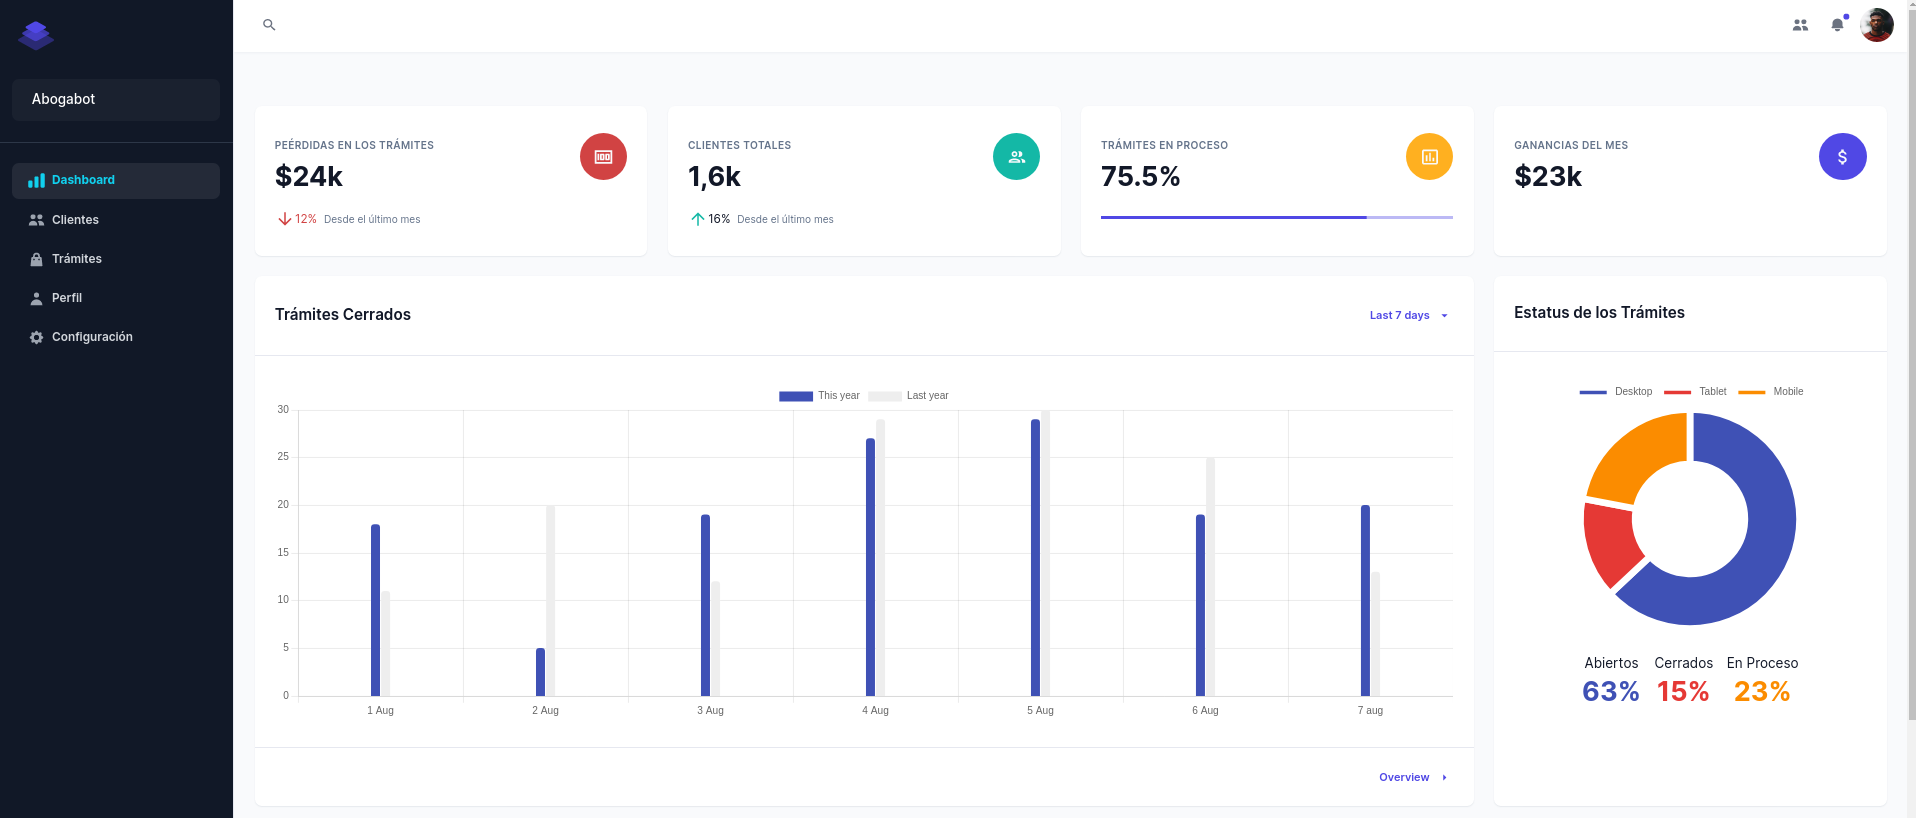 Abogabot
Dashboard
Clientes
Trámites
Perfil
Configuración
PEÉRDIDAS EN LOS TRÁMITES
$24k
12% Desde el último mes
CLIENTES TOTALES
1,6k
16% Desde el último mes
TRÁMITES EN PROCESO
75.5%
GANANCIAS DEL MES
$23k
$
Trámites Cerrados
Last 7 days
This year Last year
30
25
20
15
10
5
0
1 Aug 2 Aug 3 Aug 4 Aug 5 Aug 6 Aug 7 aug
Overview
Estatus de los Trámites
Desktop Tablet Mobile
Abiertos Cerrados En Proceso
63% 15% 23%